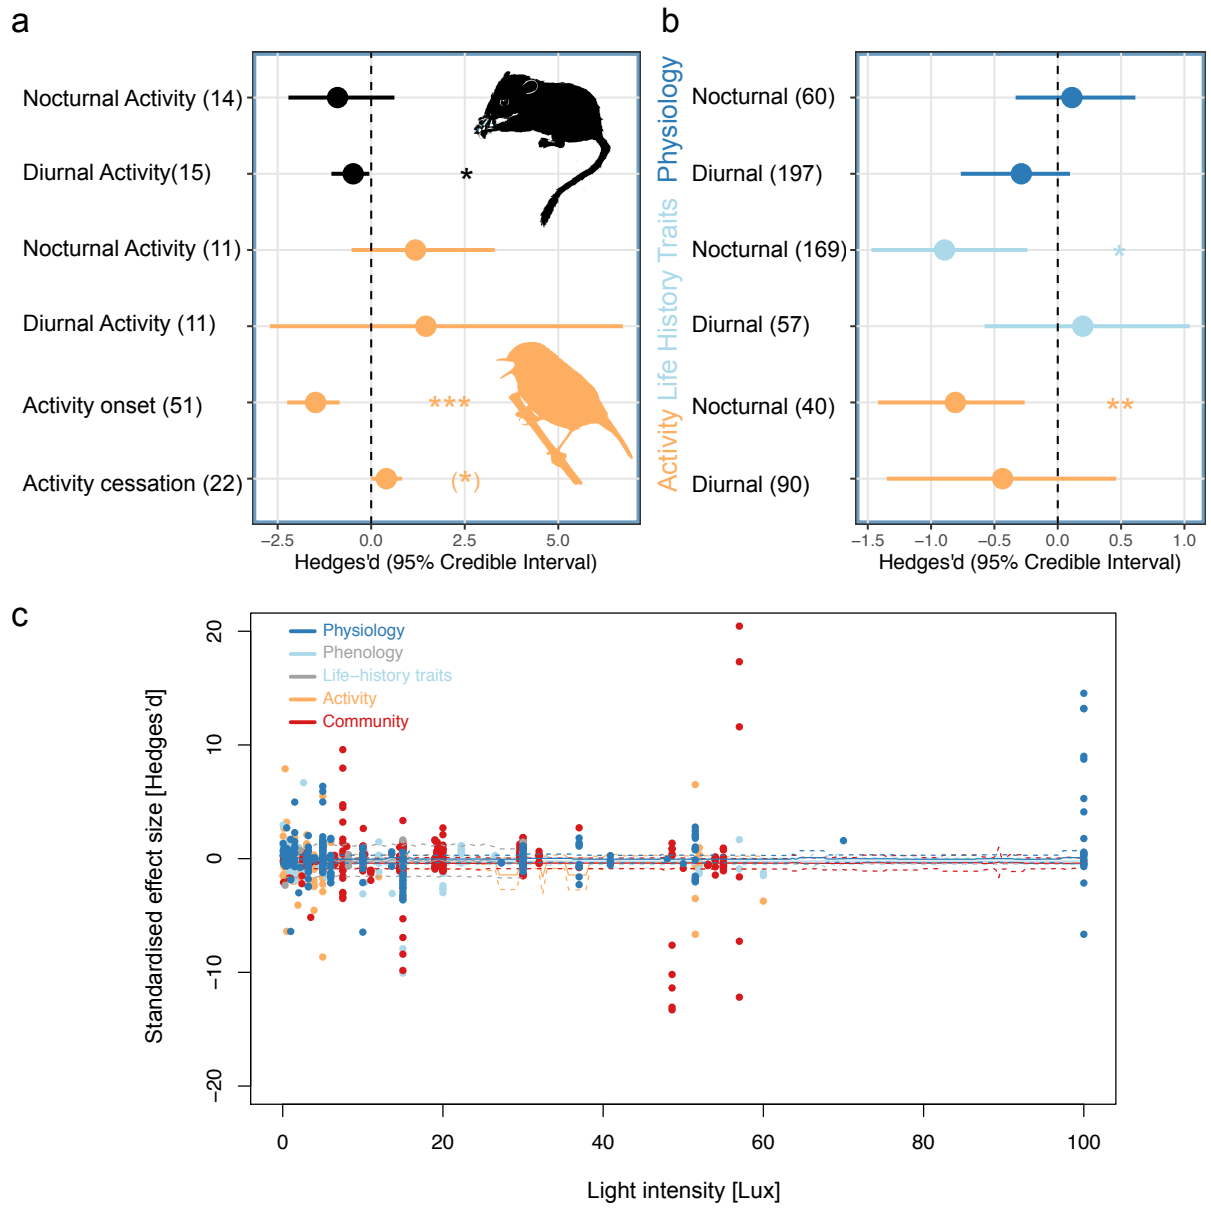 a
Nocturnal Activity (14)
Diurnal Activity(15)
*
Nocturnal Activity (11)
Diurnal Activity (11)
Activity onset (51)
***
Activity cessation (22)
(*)
−2.5 0.0 2.5 5.0
Hedges'd (95% Credible Interval)
b
Activity Life History Traits Physiology
Nocturnal (60)
Diurnal (197)
Nocturnal (169)
*
Diurnal (57)
Nocturnal (40)
**
Diurnal (90)
−1.5 −1.0 −0.5 0.0 0.5 1.0
Hedges'd (95% Credible Interval)
c
Standardised effect size [Hedges'd]
20
10
0
−10
−20
Physiology
Phenology
Life−history traits
Activity
Community
0 20 40 60 80 100
Light intensity [Lux]